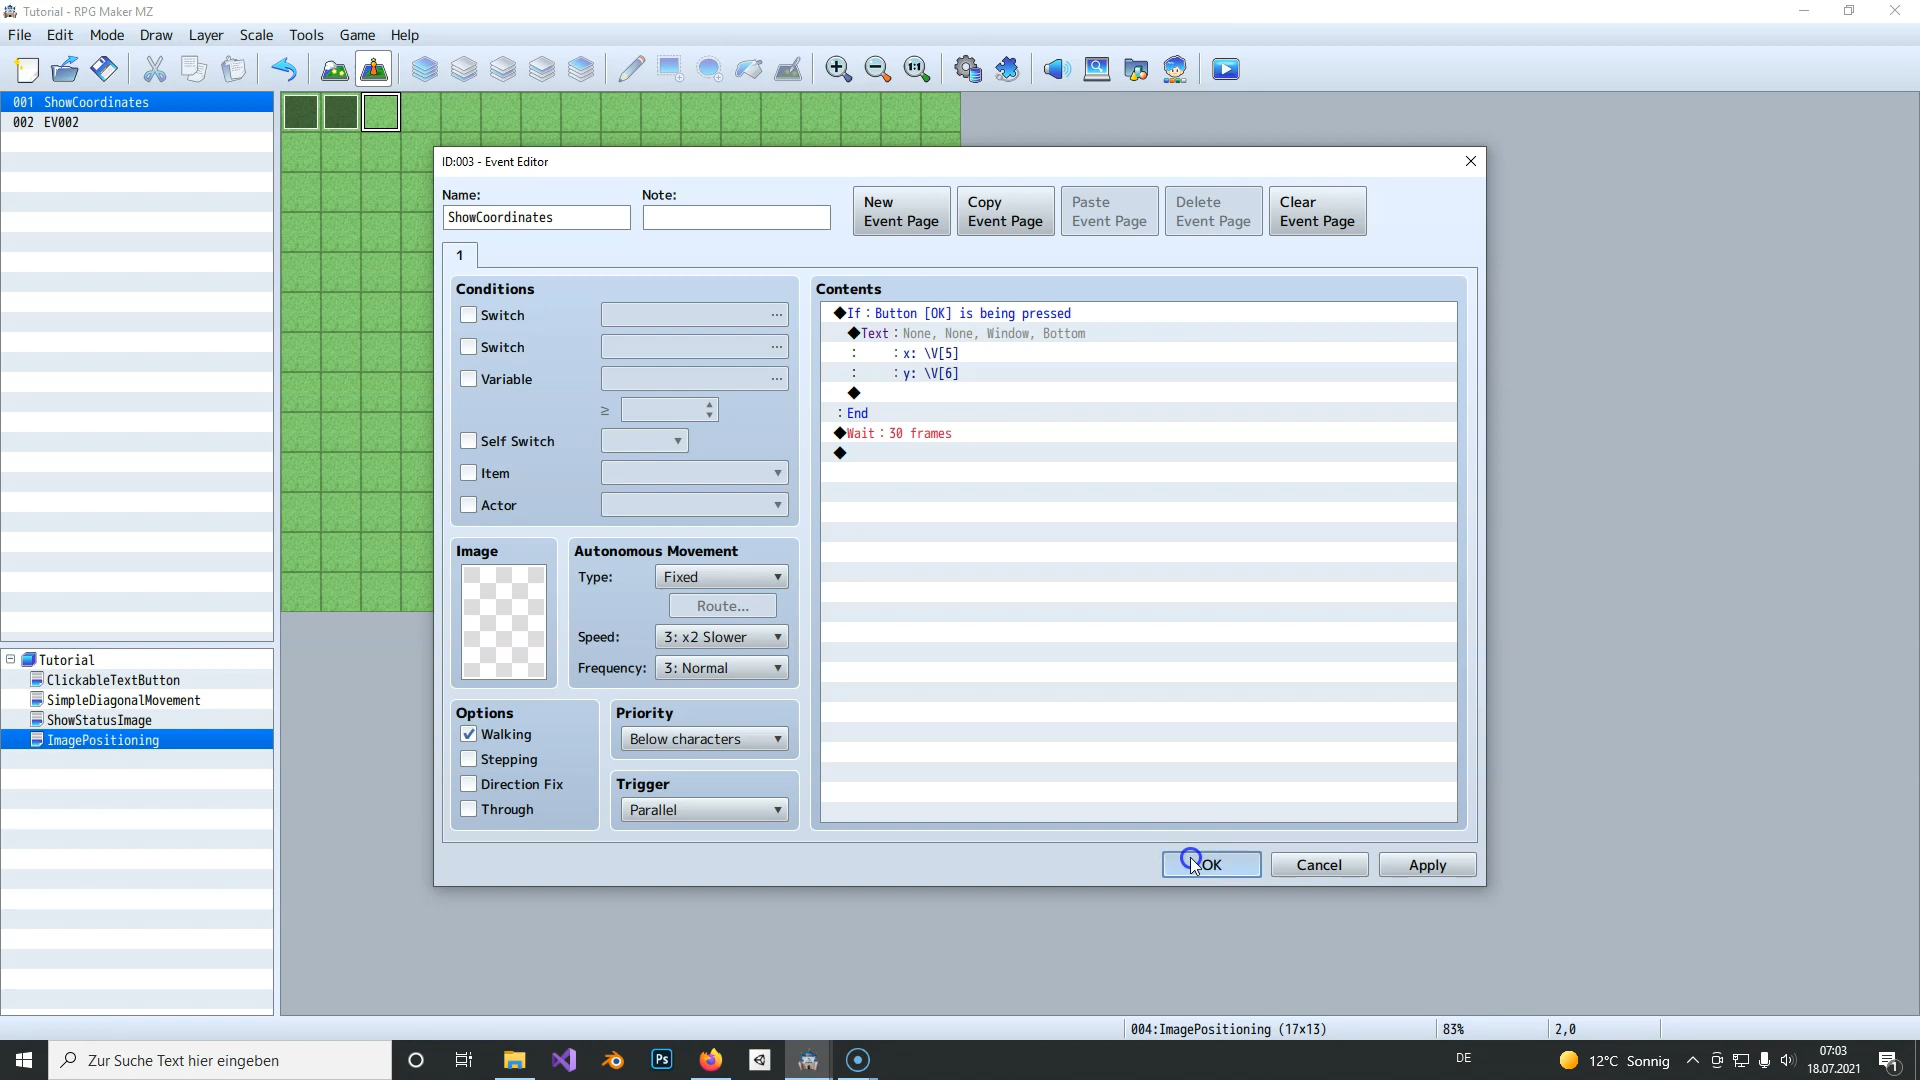 Tutorial - RPG Maker MZ
File Edit Mode Draw Layer Scale Tools Game Help
001 ShowCoordinates
002 EV002
ID:003 - Event Editor
Name:
Note:
ShowCoordinates
New
Event Page
Copy
Event Page
Paste
Event Page
Delete
Event Page
Clear
Event Page
1
Conditions
Switch
Switch
Variable
≥
Self Switch
Item
Actor
Image
Autonomous Movement
Type: Fixed
Route...
Speed: 3: x2 Slower
Frequency: 3: Normal
Options
Walking
Stepping
Direction Fix
Through
Priority
Below characters
Trigger
Parallel
Contents
◆If：Button [OK] is being pressed
◆Text：None, None, Window, Bottom
：　　：x: \V[5]
：　　：y: \V[6]
◆
：End
◆Wait：30 frames
◆
OK
Cancel
Apply
Tutorial
ClickableTextButton
SimpleDiagonalMovement
ShowStatusImage
ImagePositioning
004:ImagePositioning (17x13)
83%
2,0
Zur Suche Text hier eingeben
Ps
DE
12°C Sonnig
07:03
18.07.2021
1